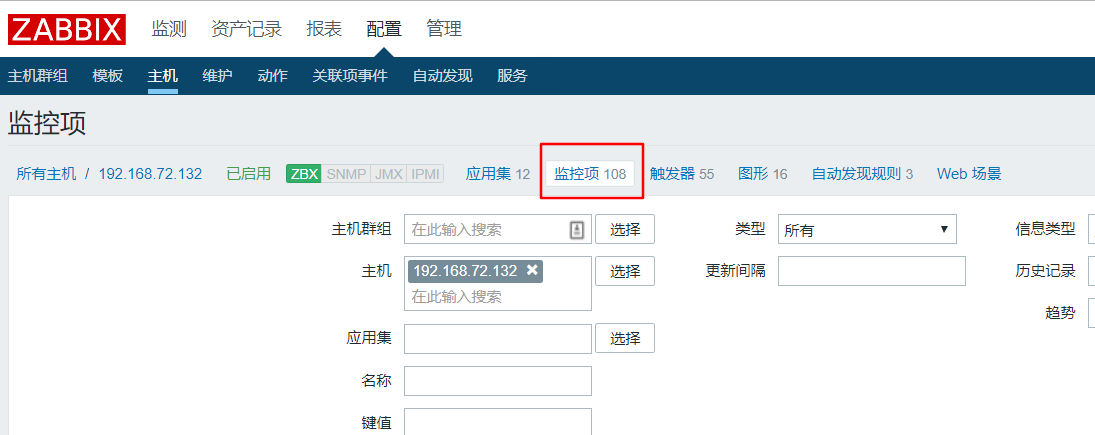 ZABBIX 监测 资产记录 报表 配置 管理
主机群组 模板 主机 维护 动作 关联项事件 自动发现 服务
监控项
所有主机 / 192.168.72.132 已启用 ZBX SNMP JMX IPMI 应用集 12 监控项 108 触发器 55 图形 16 自动发现规则 3 Web 场景
主机群组 在此输入搜索 选择 类型 所有 信息类型
主机 192.168.72.132 选择 更新间隔 历史记录
在此输入搜索
趋势
应用集 选择
名称
键值